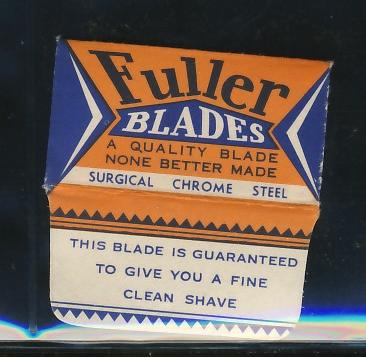 Fuller
BLADES
A QUALITY BLADE
NONE BETTER MADE
SURGICAL CHROME STEEL
THIS BLADE IS GUARANTEED
TO GIVE YOU A FINE
CLEAN SHAVE